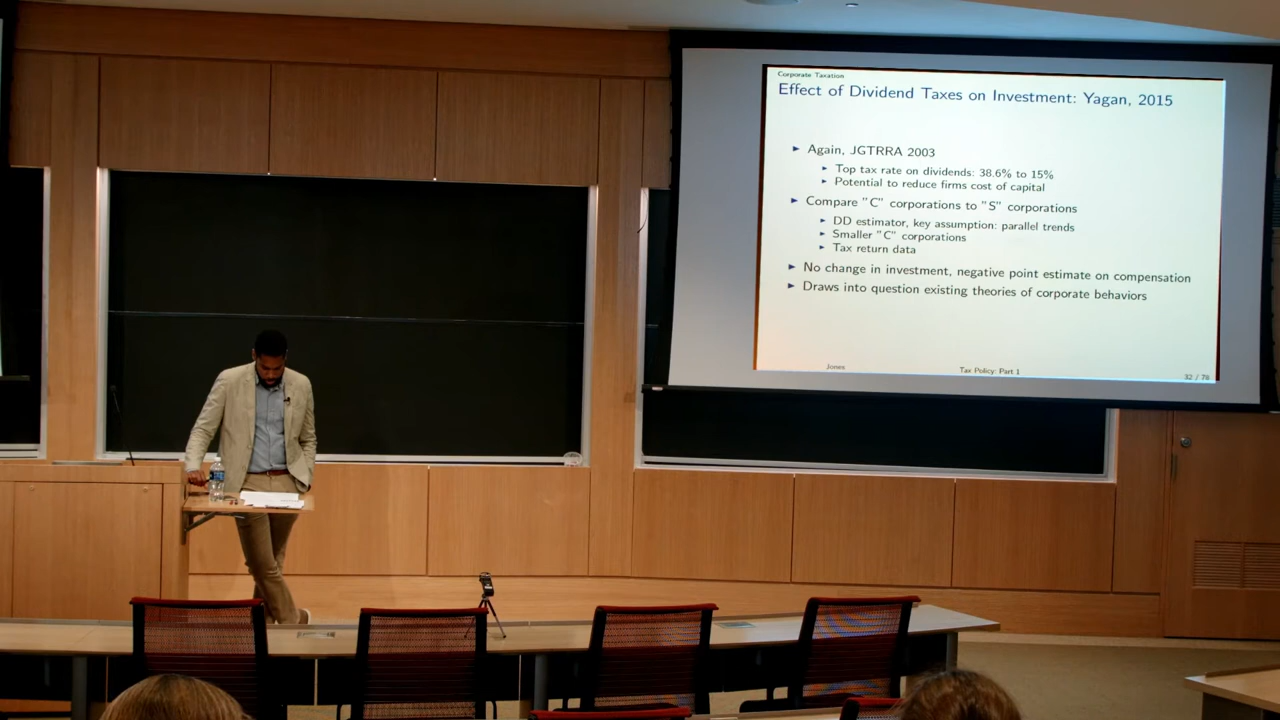 Corporate Taxation
Effect of Dividend Taxes on Investment: Yagan, 2015
Again, JGTRRA 2003
Top tax rate on dividends: 38.6% to 15%
Potential to reduce firms cost of capital
Compare "C" corporations to "S" corporations
DD estimator, key assumption: parallel trends
Smaller "C" corporations
Tax return data
No change in investment, negative point estimate on compensation
Draws into question existing theories of corporate behaviors
Jones
Tax Policy: Part 1
32 / 78